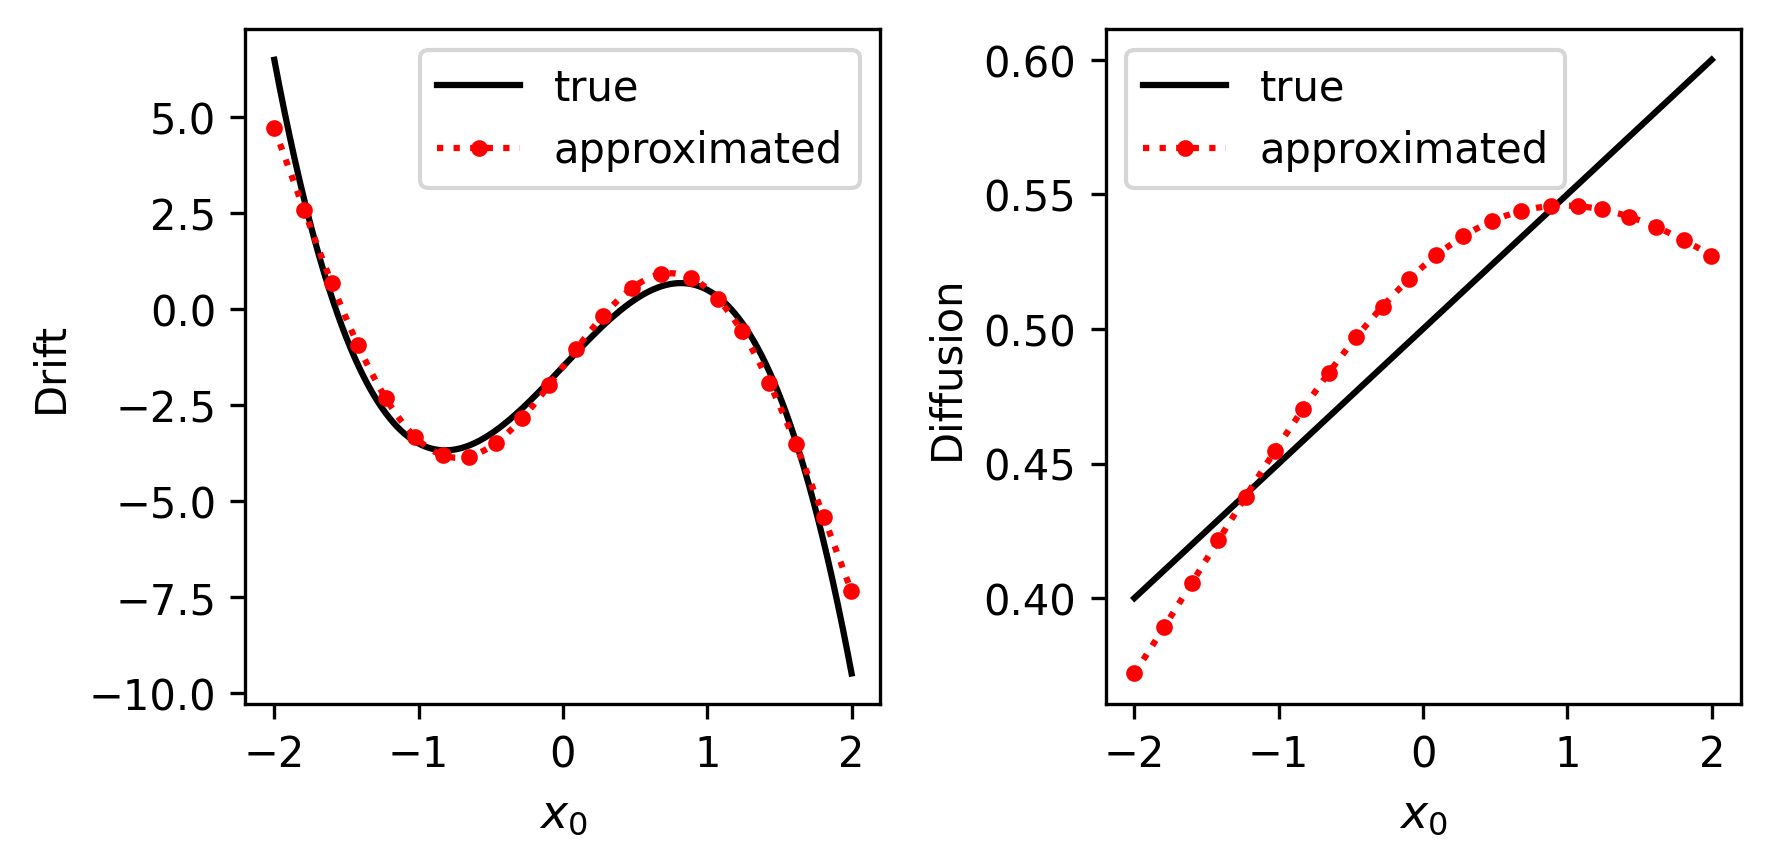 true
approximated
5.0
2.5
0.0
−2.5
−5.0
−7.5
−10.0
Drift
−2 −1 0 1 2
x₀
true
approximated
0.60
0.55
0.50
0.45
0.40
Diffusion
−2 −1 0 1 2
x₀